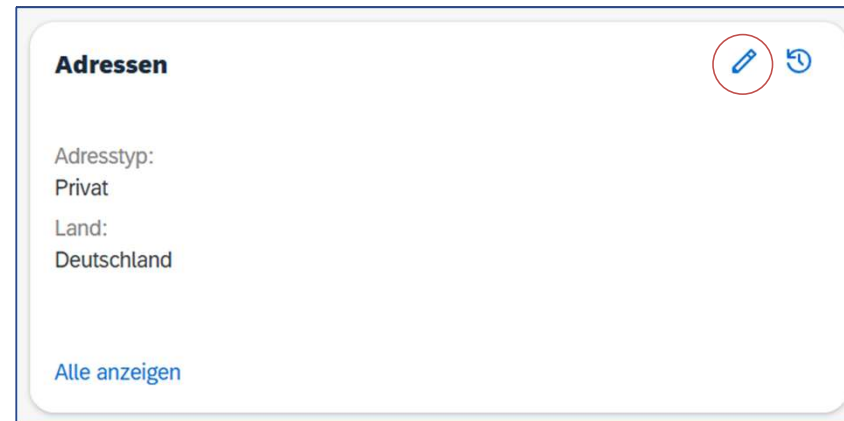 Adressen
Adresstyp:
Privat
Land:
Deutschland
Alle anzeigen